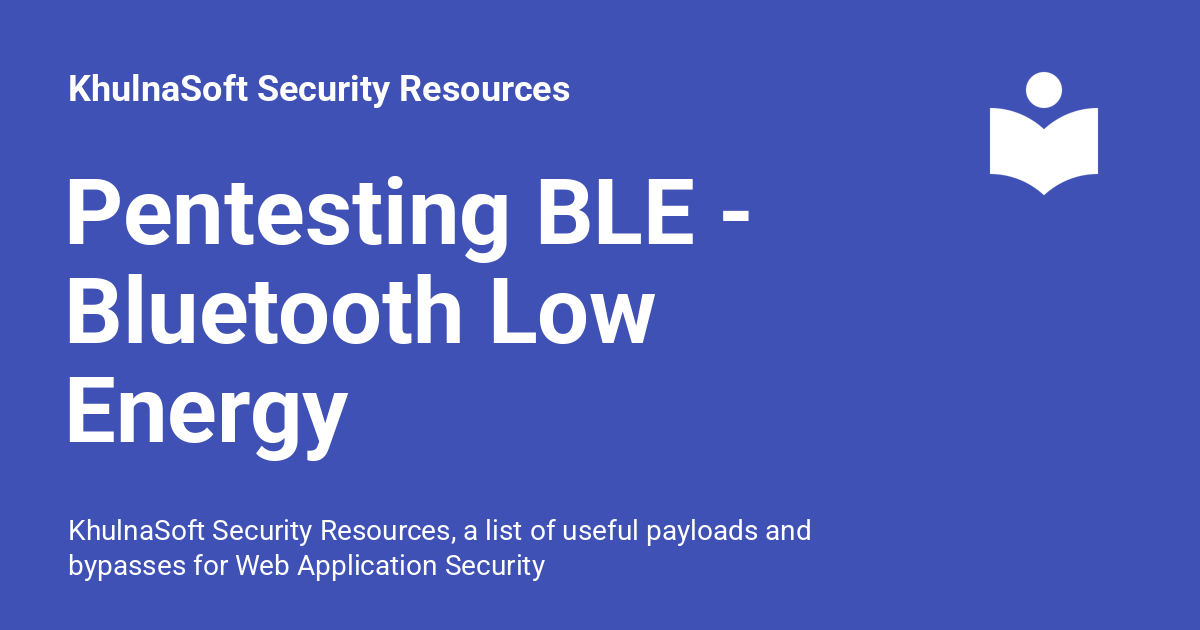 KhulnaSoft Security Resources
Pentesting BLE -
Bluetooth Low
Energy
KhulnaSoft Security Resources, a list of useful payloads and
bypasses for Web Application Security